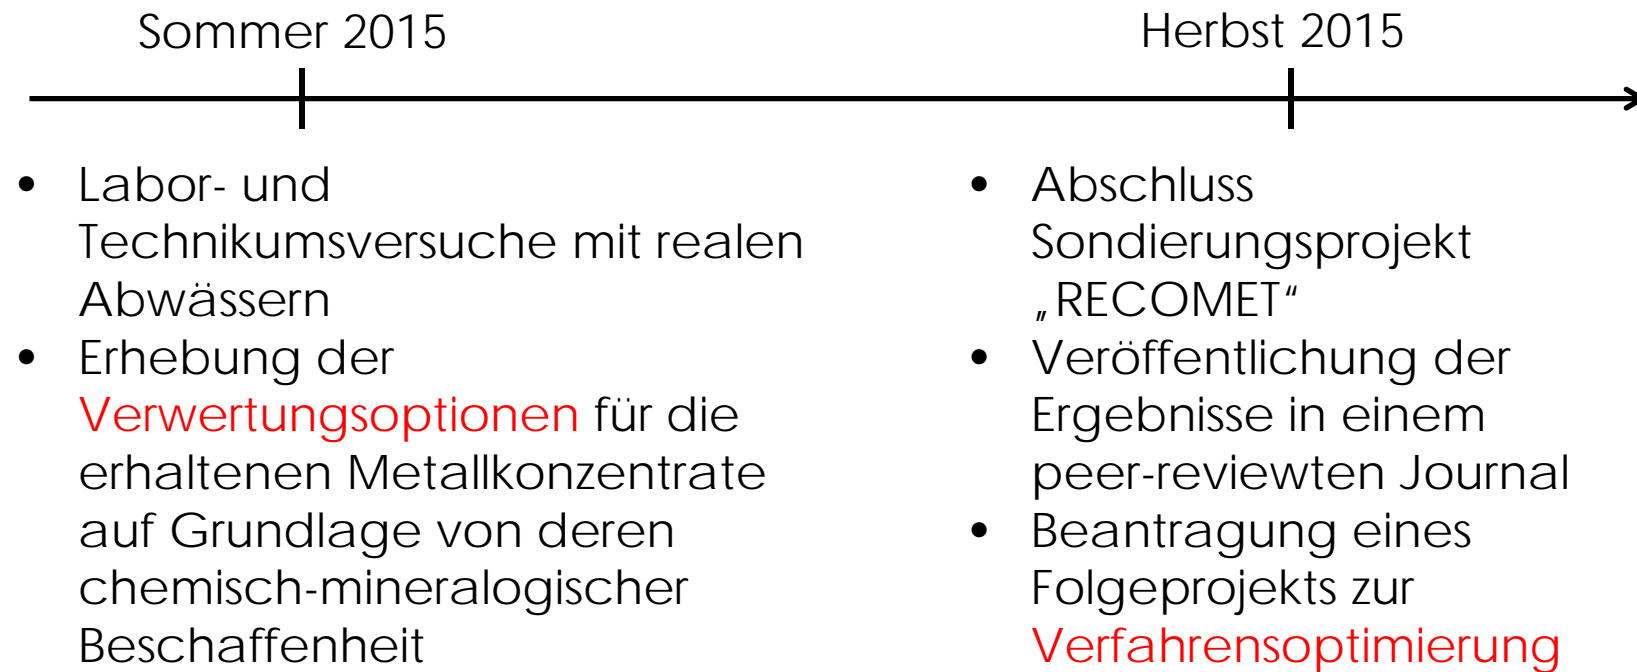 Sommer 2015
Herbst 2015
• Labor- und
Technikumsversuche mit realen
Abwässern
• Erhebung der
Verwertungsoptionen für die
erhaltenen Metallkonzentrate
auf Grundlage von deren
chemisch-mineralogischer
Beschaffenheit
• Abschluss
Sondierungsprojekt
„RECOMET“
• Veröffentlichung der
Ergebnisse in einem
peer-reviewten Journal
• Beantragung eines
Folgeprojekts zur
Verfahrensoptimierung